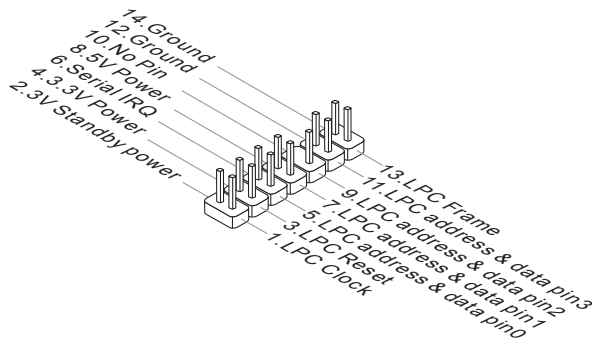 14.Ground
12.Ground
10.No Pin
8.5V Power
6.Serial IRQ
4.3.3V Power
2.3V Standby power
13.LPC Frame
11.LPC address & data pin3
9.LPC address & data pin2
7.LPC address & data pin1
5.LPC address & data pin0
3.LPC Reset
1.LPC Clock